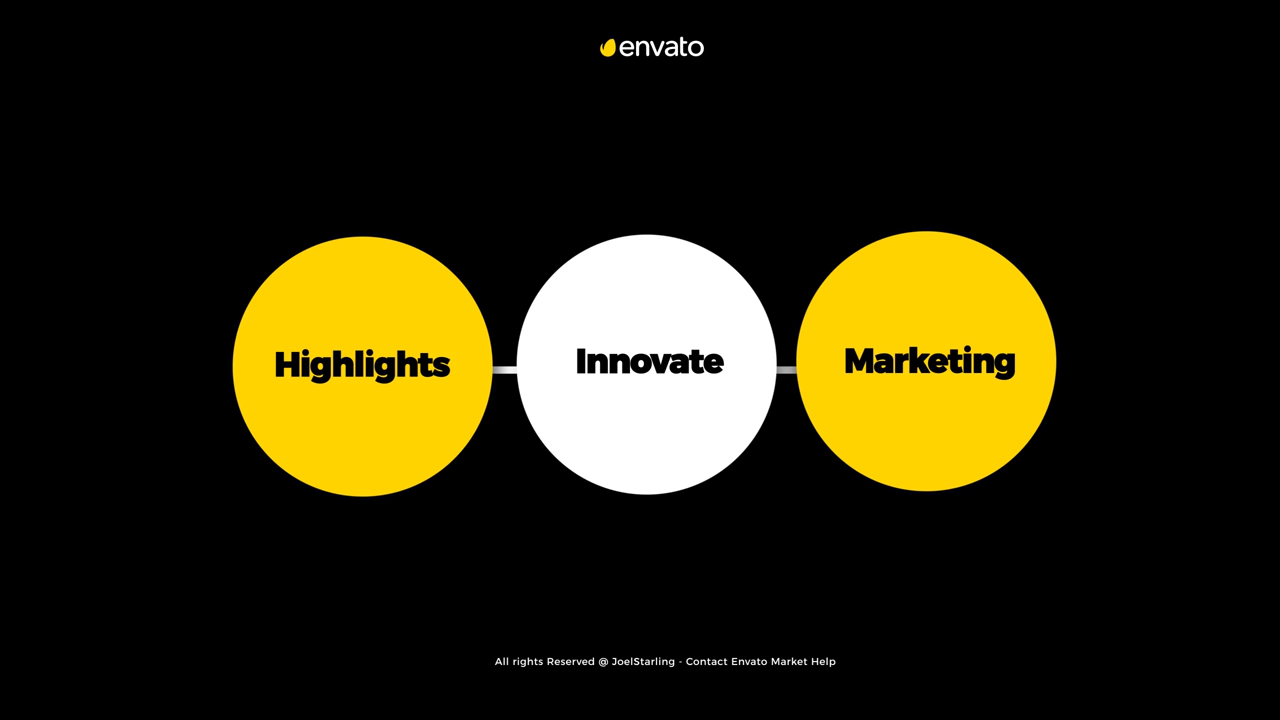 envato
Highlights
Innovate
Marketing
All rights Reserved @ JoelStarling - Contact Envato Market Help